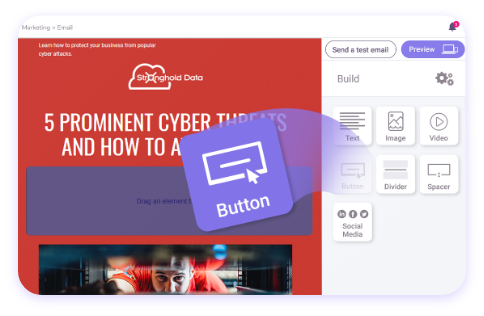 Marketing > Email
Learn how to protect your business from popular
cyber attacks.
Send a test email
Preview
Stronghold Data
Build
5 PROMINENT CYBER THREATS
AND HOW TO A
Text
Image
Video
Drag an element
Button
Button
Divider
Spacer
Social
Media